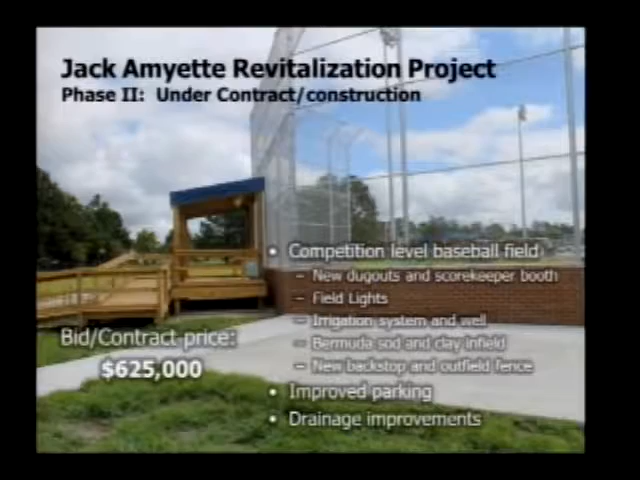 Jack Amyette Revitalization Project
Phase II: Under Contract/construction
• Competition level baseball field
– New dugouts and scorekeeper booth
– Field Lights
– Irrigation system and well
– Bermuda sod and clay infield
– New backstop and outfield fence
• Improved parking
• Drainage improvements
Bid/Contract price:
$625,000